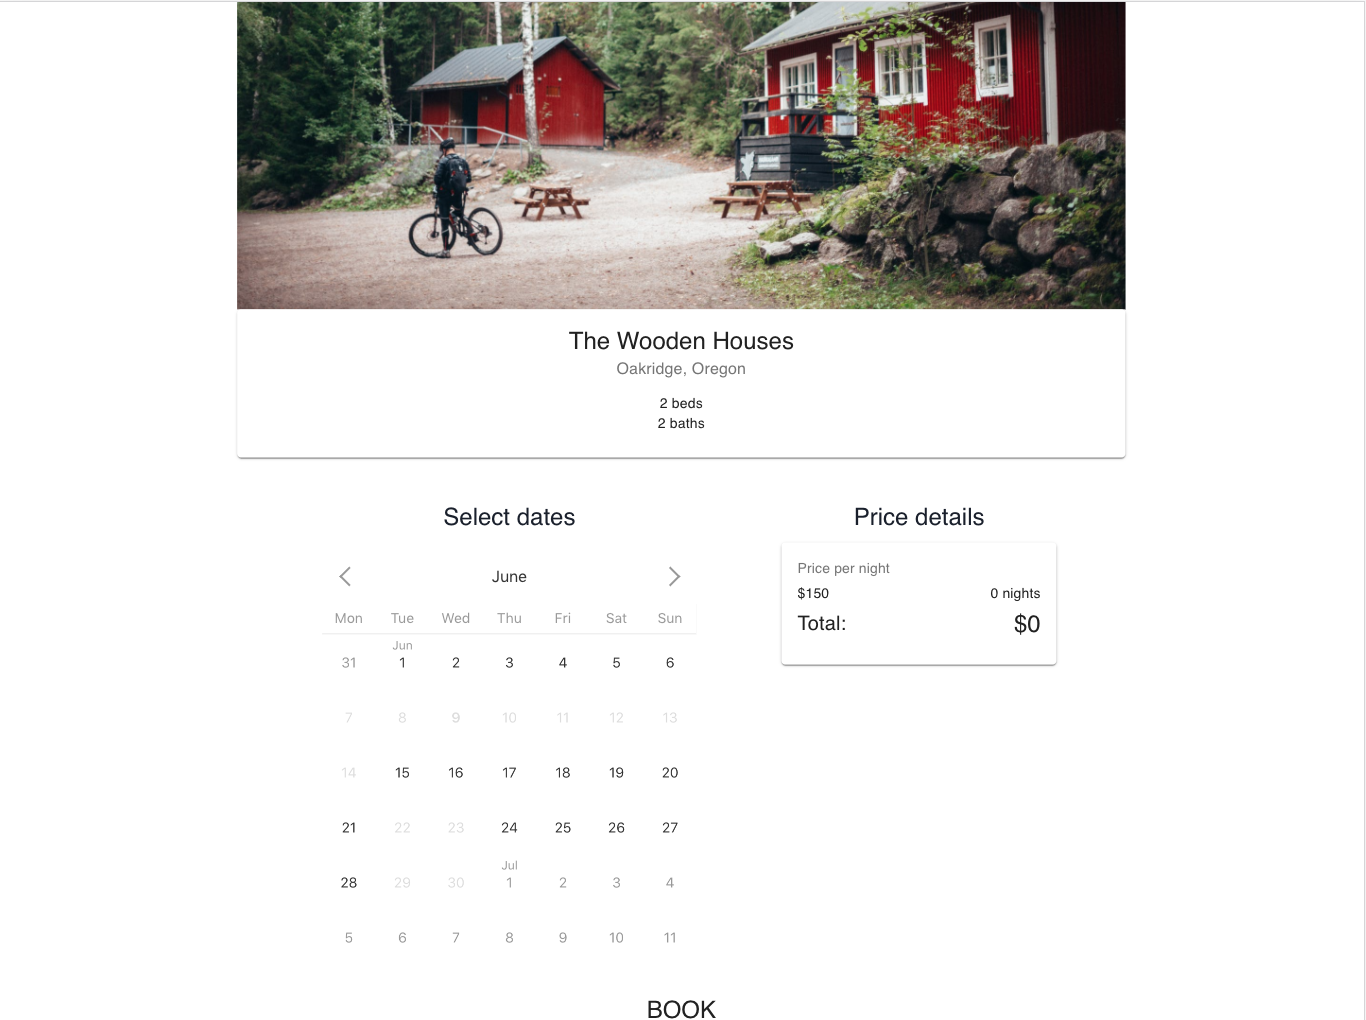 The Wooden Houses
Oakridge, Oregon
2 beds
2 baths
Select dates
June
Mon Tue Wed Thu Fri Sat Sun
Jun
31 1 2 3 4 5 6
7 8 9 10 11 12 13
14 15 16 17 18 19 20
21 22 23 24 25 26 27
Jul
28 29 30 1 2 3 4
5 6 7 8 9 10 11
Price details
Price per night
$150 0 nights
Total: $0
BOOK